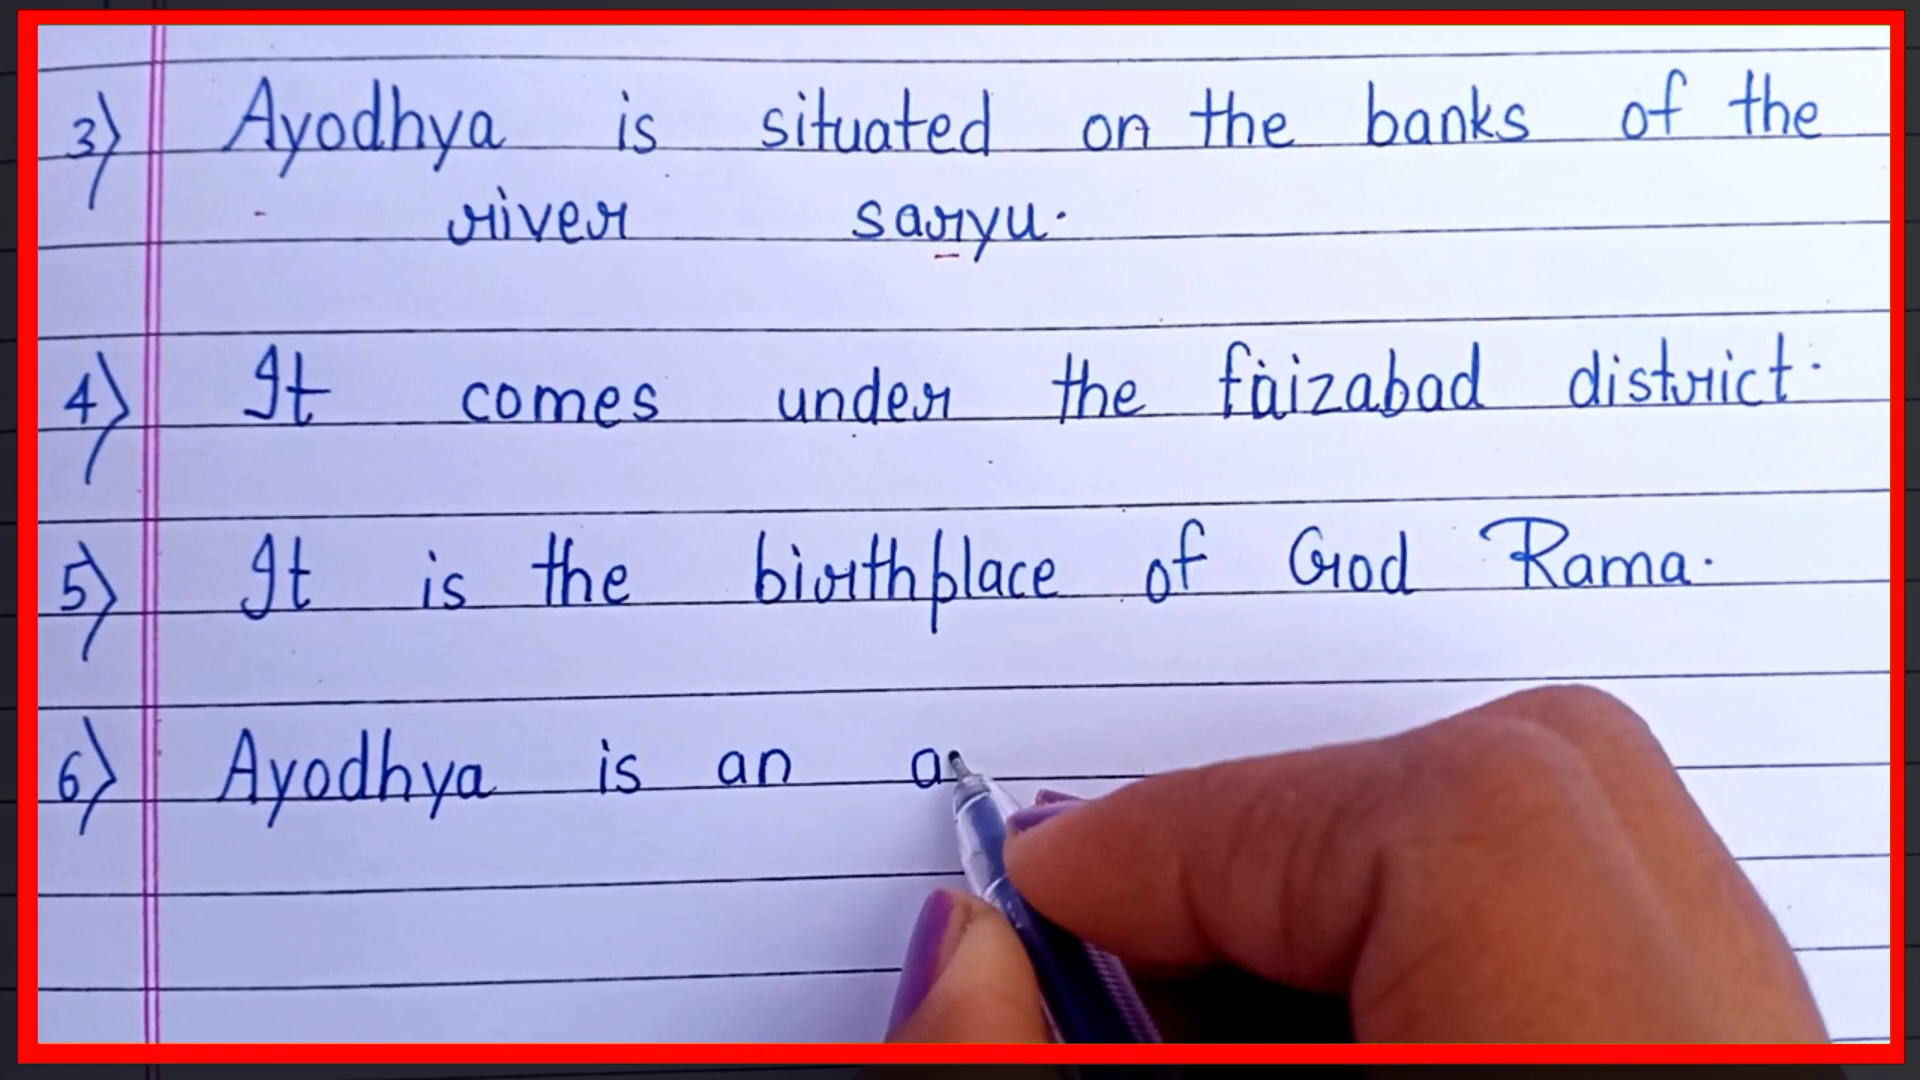 3) Ayodhya is situated on the banks of the
river saryu.
4) It comes under the faizabad district.
5) It is the birthplace of God Rama.
6) Ayodhya is an a